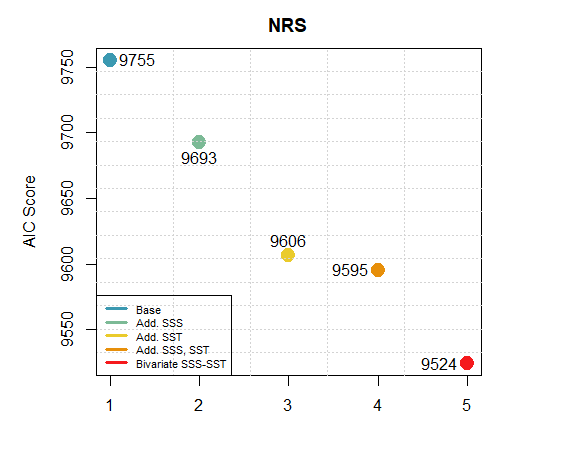 NRS
AIC Score
9750
9700
9650
9600
9550
9755
9693
9606
9595
9524
Base
Add. SSS
Add. SST
Add. SSS, SST
Bivariate SSS-SST
1 2 3 4 5